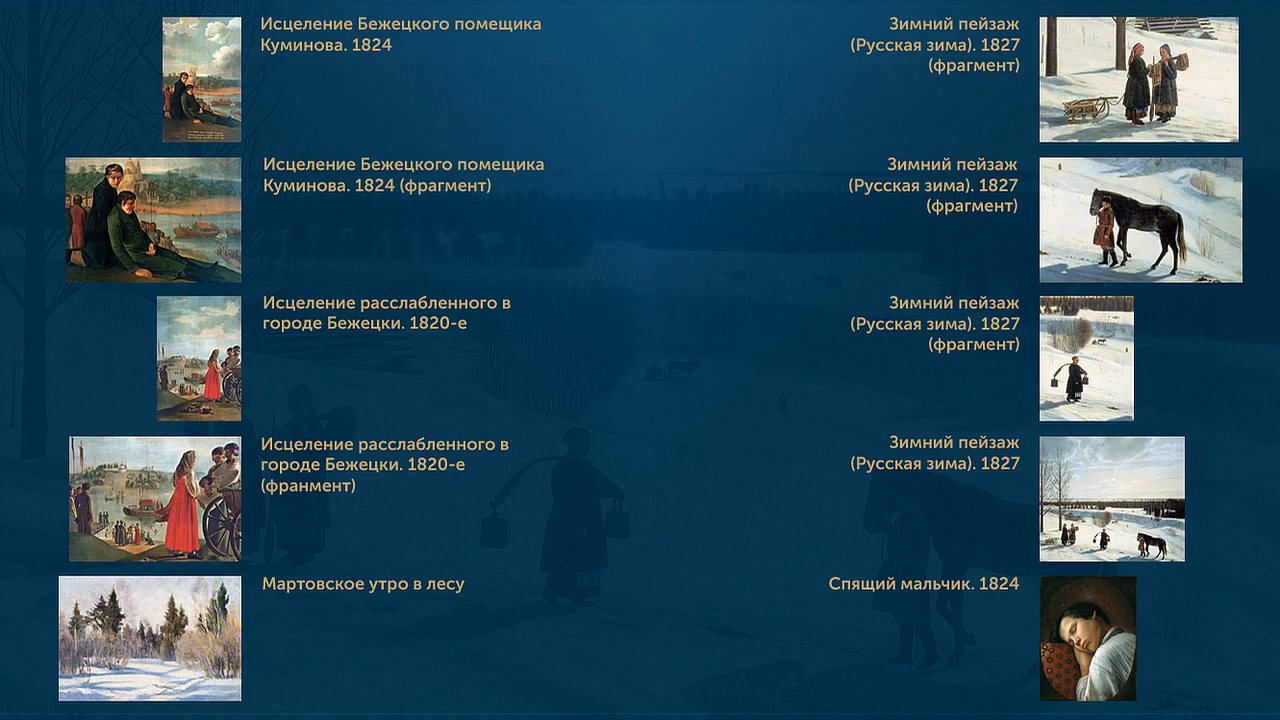 Исцеление Бежецкого помещика
Куминова. 1824
Исцеление Бежецкого помещика
Куминова. 1824 (фрагмент)
Исцеление расслабленного в
городе Бежецки. 1820-е
Исцеление расслабленного в
городе Бежецки. 1820-е
(франмент)
Мартовское утро в лесу
Зимний пейзаж
(Русская зима). 1827
(фрагмент)
Зимний пейзаж
(Русская зима). 1827
(фрагмент)
Зимний пейзаж
(Русская зима). 1827
(фрагмент)
Зимний пейзаж
(Русская зима). 1827
Спящий мальчик. 1824